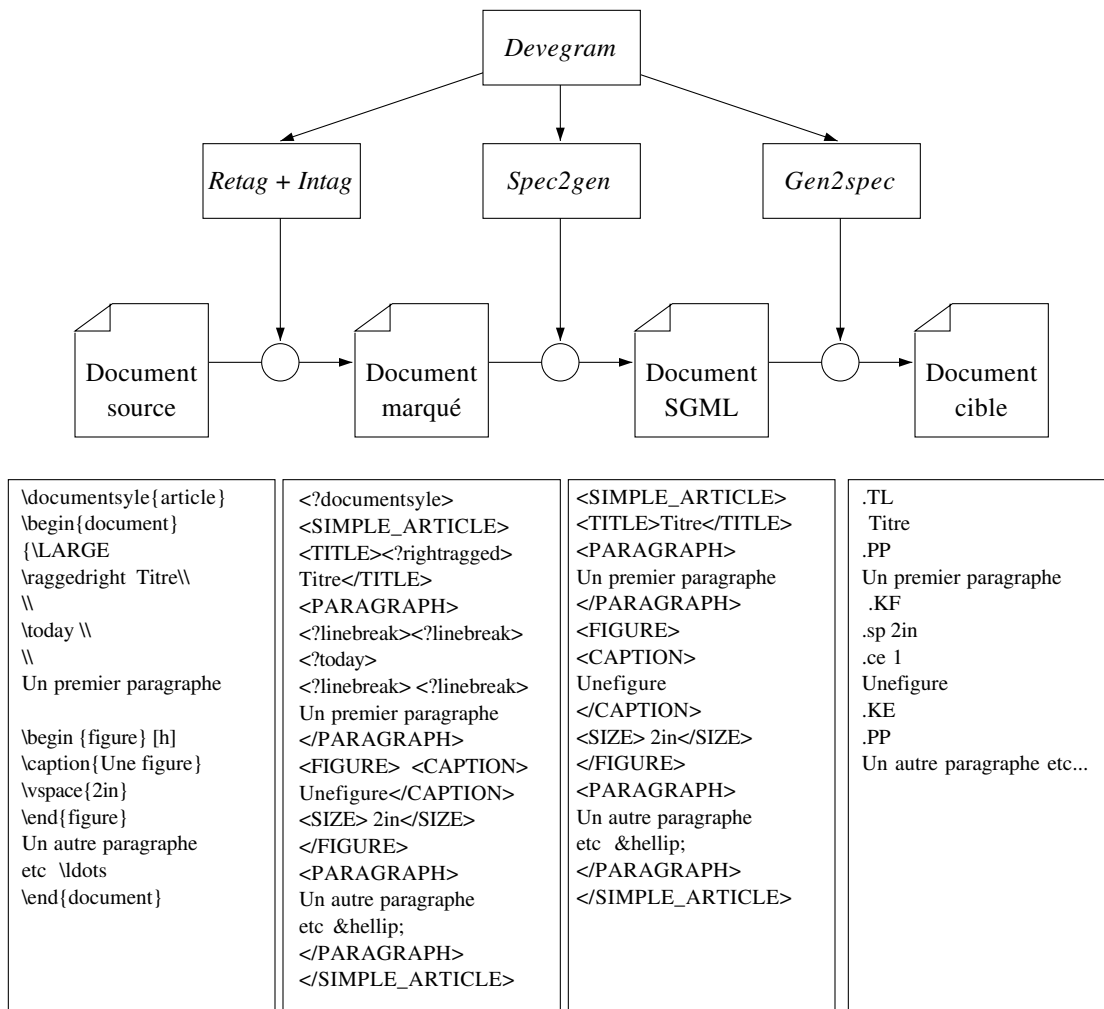 Devegram
Retag + Intag
Spec2gen
Gen2spec
Document
source
Document
marqué
Document
SGML
Document
cible
\documentsyle{article}
\begin{document}
{\LARGE
\raggedright Titre\\
\\
\today \\
\\
Un premier paragraphe
\begin {figure} [h]
\caption{Une figure}
\vspace{2in}
\end{figure}
Un autre paragraphe
etc \ldots
\end{document}
<?documentsyle>
<SIMPLE_ARTICLE>
<TITLE><?rightragged>
Titre</TITLE>
<PARAGRAPH>
<?linebreak><?linebreak>
<?today>
<?linebreak> <?linebreak>
Un premier paragraphe
</PARAGRAPH>
<FIGURE> <CAPTION>
Unefigure</CAPTION>
<SIZE> 2in</SIZE>
</FIGURE>
<PARAGRAPH>
Un autre paragraphe
etc &hellip;
</PARAGRAPH>
</SIMPLE_ARTICLE>
<SIMPLE_ARTICLE>
<TITLE>Titre</TITLE>
<PARAGRAPH>
Un premier paragraphe
</PARAGRAPH>
<FIGURE>
<CAPTION>
Unefigure
</CAPTION>
<SIZE> 2in</SIZE>
</FIGURE>
<PARAGRAPH>
Un autre paragraphe
etc &hellip;
</PARAGRAPH>
</SIMPLE_ARTICLE>
.TL
Titre
.PP
Un premier paragraphe
.KF
.sp 2in
.ce 1
Unefigure
.KE
.PP
Un autre paragraphe etc...